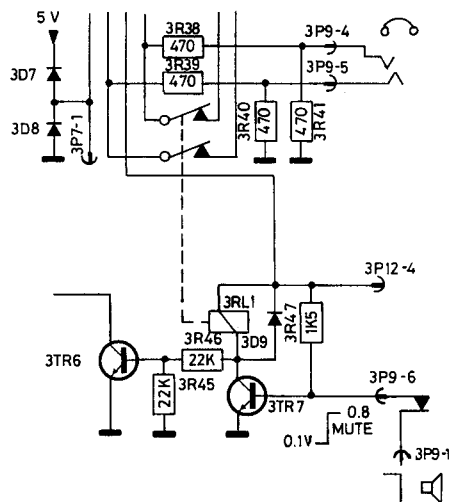 5 V
3R38
470
3P9-4
3R39
470
3P9-5
3D7
3D8
3P7-1
3R40
470
470
3R41
3P12-4
3RL1
3R47
1K5
3R46
3D9
22K
3TR6
3R45
22K
3TR7
3P9-6
0.8
MUTE
0.1V
3P9-1